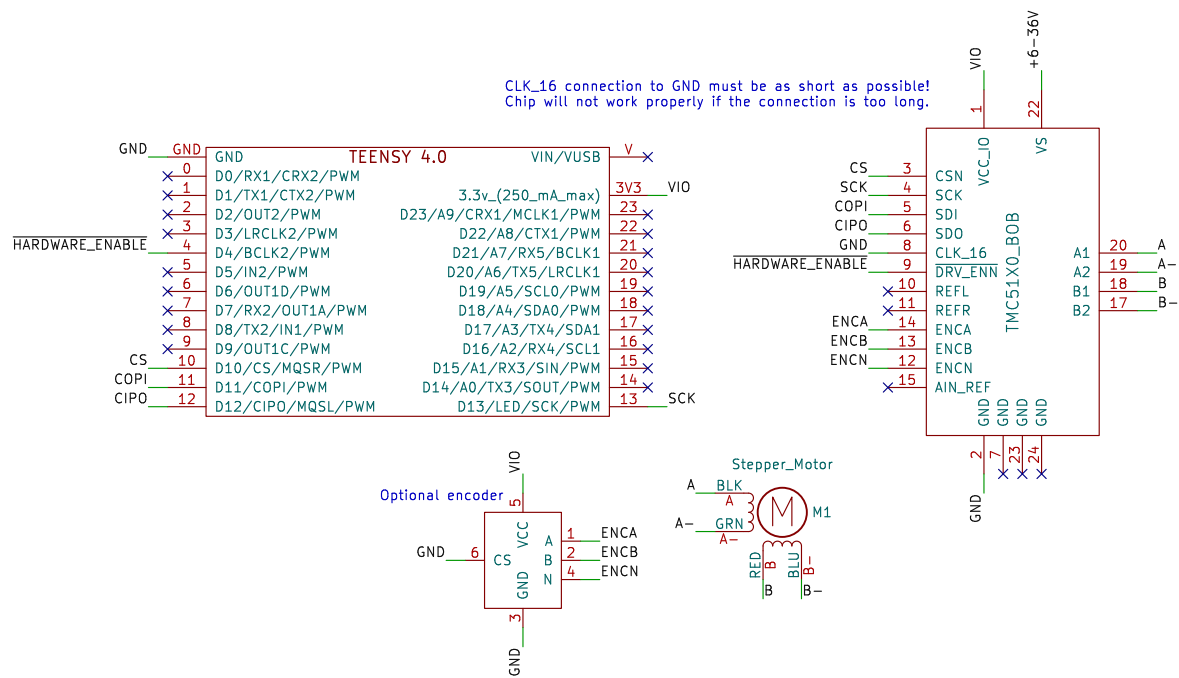 CLK_16 connection to GND must be as short as possible!
Chip will not work properly if the connection is too long.
TEENSY 4.0
GND GND GND
0 D0/RX1/CRX2/PWM
1 D1/TX1/CTX2/PWM
2 D2/OUT2/PWM
3 D3/LRCLK2/PWM
HARDWARE_ENABLE 4 D4/BCLK2/PWM
5 D5/IN2/PWM
6 D6/OUT1D/PWM
7 D7/RX2/OUT1A/PWM
8 D8/TX2/IN1/PWM
9 D9/OUT1C/PWM
CS 10 D10/CS/MQSR/PWM
COPI 11 D11/COPI/PWM
CIPO 12 D12/CIPO/MQSL/PWM
VIN/VUSB V
3.3v_(250_mA_max) 3V3 VIO
D23/A9/CRX1/MCLK1/PWM 23
D22/A8/CTX1/PWM 22
D21/A7/RX5/BCLK1 21
D20/A6/TX5/LRCLK1 20
D19/A5/SCL0/PWM 19
D18/A4/SDA0/PWM 18
D17/A3/TX4/SDA1 17
D16/A2/RX4/SCL1 16
D15/A1/RX3/SIN/PWM 15
D14/A0/TX3/SOUT/PWM 14
D13/LED/SCK/PWM 13 SCK
VIO 1 VCC_IO
+6-36V 22 VS
TMC51X0_BOB
CS 3 CSN
SCK 4 SCK
COPI 5 SDI
CIPO 6 SDO
GND 8 CLK_16
HARDWARE_ENABLE 9 DRV_ENN
10 REFL
11 REFR
ENCA 14 ENCA
ENCB 13 ENCB
ENCN 12 ENCN
15 AIN_REF
A1 20 A
A2 19 A-
B1 18 B
B2 17 B-
GND 2 GND
GND 7
GND 23
GND 24
Optional encoder
VIO 5 VCC
GND 6 CS
A 1 ENCA
B 2 ENCB
N 4 ENCN
GND 3 GND
Stepper_Motor
A BLK A
A- GRN A-
M M1
RED B B
BLU B- B-